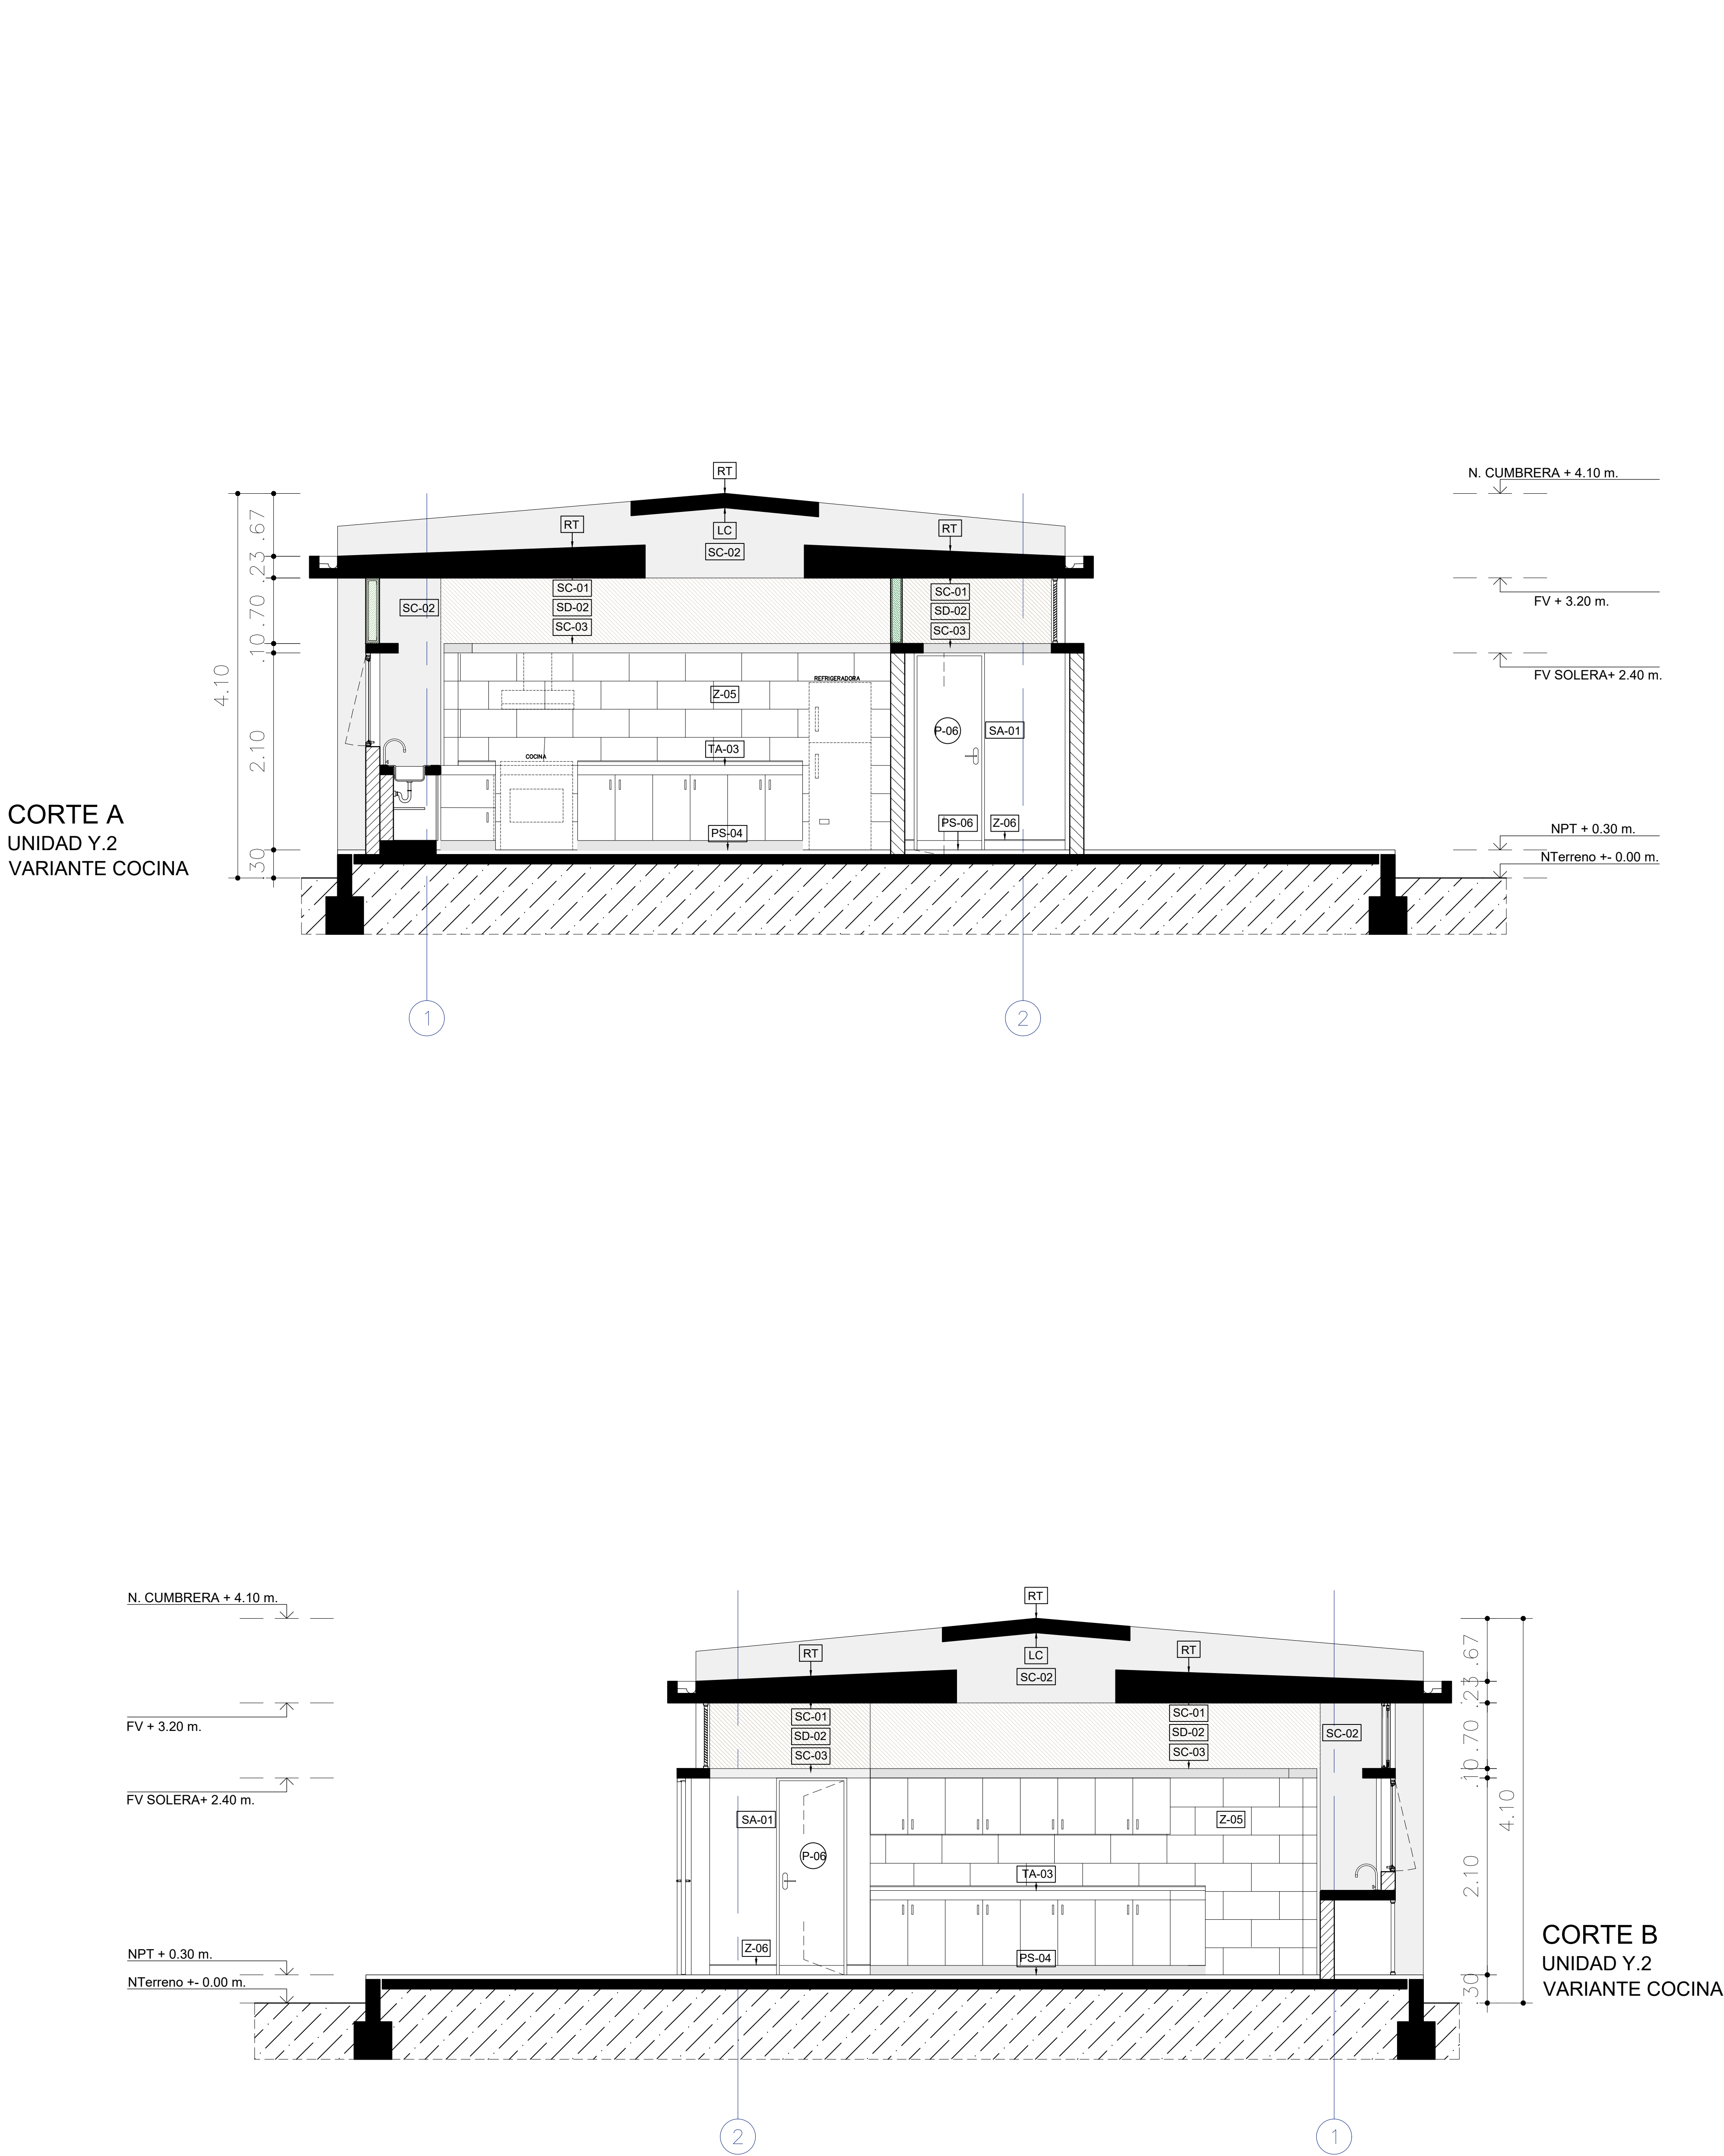 RT
N. CUMBRERA + 4.10 m.
RT
LC
RT
SC-02
.67
.23
SC-01
SC-01
SC-02
SD-02
SD-02
FV + 3.20 m.
SC-03
SC-03
.70
.10
4.10
FV SOLERA+ 2.40 m.
REFRIGERADORA
Z-05
P-06
SA-01
TA-03
COCINA
2.10
CORTE A
UNIDAD Y.2
VARIANTE COCINA
PS-04
PS-06
Z-06
NPT + 0.30 m.
NTerreno +- 0.00 m.
.30
1
2
N. CUMBRERA + 4.10 m.
RT
RT
LC
RT
SC-02
.67
.23
SC-01
SC-01
FV + 3.20 m.
SD-02
SD-02
SC-02
SC-03
SC-03
.70
.10
4.10
FV SOLERA+ 2.40 m.
SA-01
Z-05
P-06
TA-03
2.10
Z-06
PS-04
NPT + 0.30 m.
NTerreno +- 0.00 m.
.30
CORTE B
UNIDAD Y.2
VARIANTE COCINA
2
1